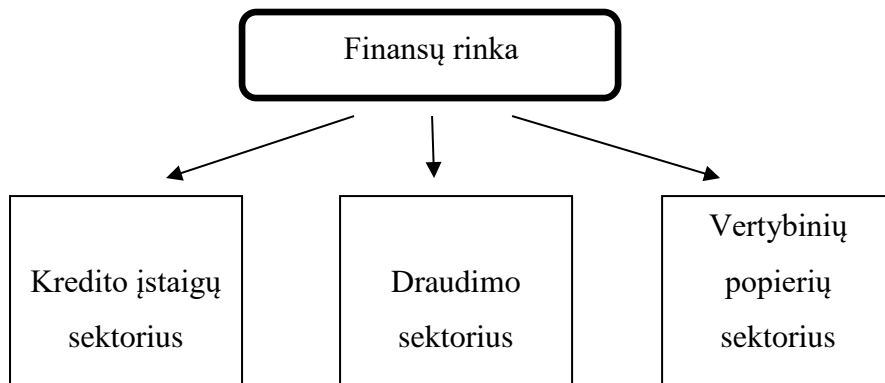 Finansų rinka
Kredito įstaigų
sektorius
Draudimo
sektorius
Vertybinių
popierių
sektorius